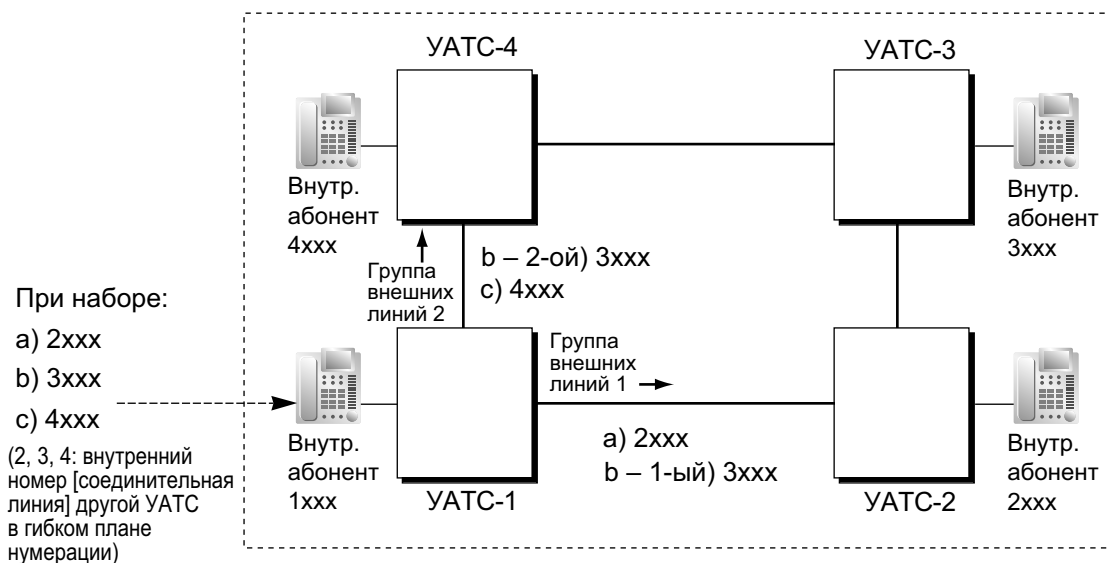 УАТС-4
УАТС-3
Внутр.
абонент
4xxx
Внутр.
абонент
3xxx
Группа
внешних
линий 2
b – 2-ой) 3xxx
c) 4xxx
При наборе:
a) 2xxx
b) 3xxx
c) 4xxx
(2, 3, 4: внутренний
номер [соединительная
линия] другой УАТС
в гибком плане
нумерации)
Группа
внешних
линий 1
a) 2xxx
b – 1-ый) 3xxx
Внутр.
абонент
1xxx
Внутр.
абонент
2xxx
УАТС-1
УАТС-2